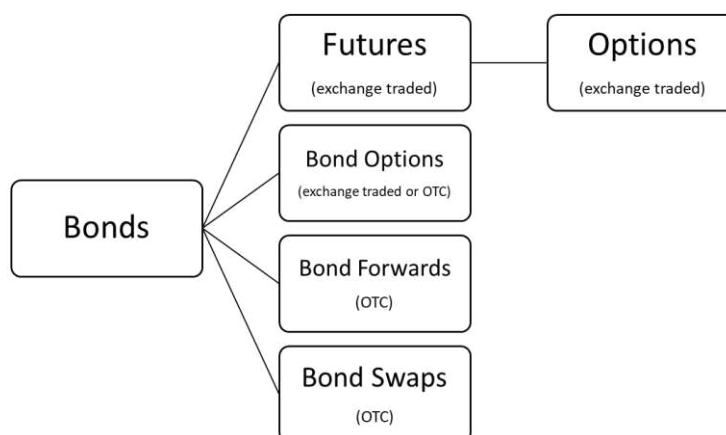 Futures
(exchange traded)
Options
(exchange traded)
Bond Options
(exchange traded or OTC)
Bonds
Bond Forwards
(OTC)
Bond Swaps
(OTC)